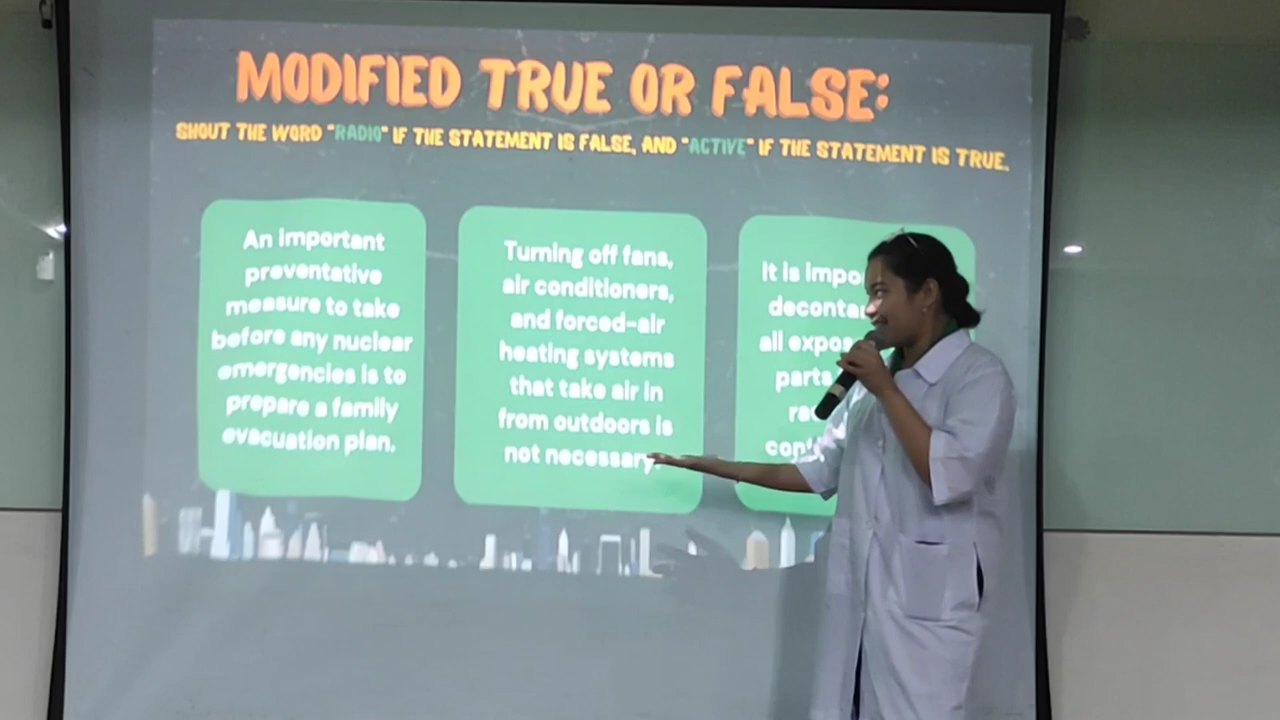 MODIFIED TRUE OR FALSE:
SHOUT THE WORD "RADIO" IF THE STATEMENT IS FALSE, AND "ACTIVE" IF THE STATEMENT IS TRUE.
An important
preventative
measure to take
before any nuclear
emergencies is to
prepare a family
evacuation plan.
Turning off fans,
air conditioners,
and forced-air
heating systems
that take air in
from outdoors is
not necessary.
It is
all
parts